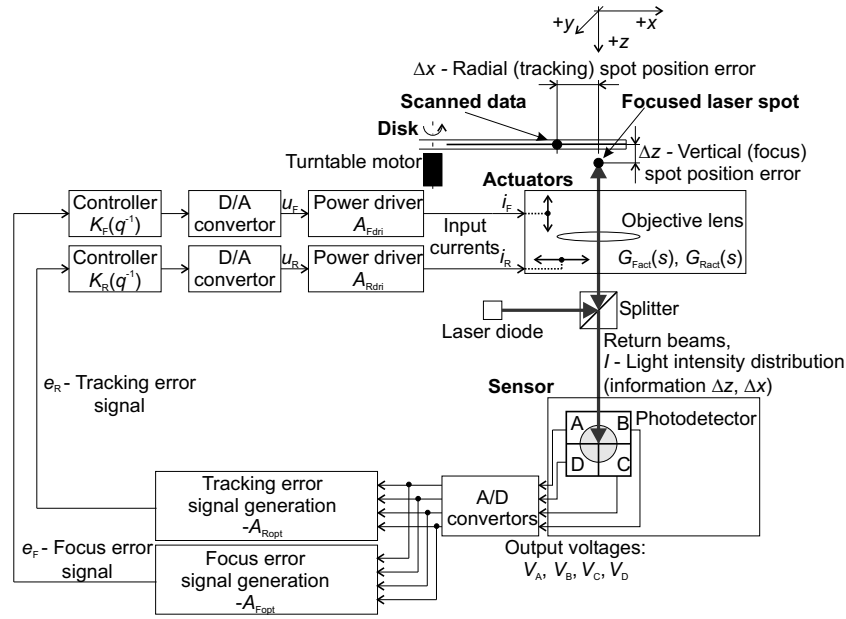 +y
+x
+z
Δx - Radial (tracking) spot position error
Scanned data
Focused laser spot
Disk
Δz - Vertical (focus)
spot position error
Turntable motor
Actuators
Controller
K_F(q⁻¹)
D/A
convertor
u_F
Power driver
A_Fdri
i_F
Input
currents
Objective lens
Controller
K_R(q⁻¹)
D/A
convertor
u_R
Power driver
A_Rdri
i_R
G_Fact(s), G_Ract(s)
Splitter
Laser diode
Return beams,
I - Light intensity distribution
(information Δz, Δx)
e_R - Tracking error
signal
Sensor
Photodetector
A B
D C
Tracking error
signal generation
-A_Ropt
A/D
convertors
e_F - Focus error
signal
Focus error
signal generation
-A_Fopt
Output voltages:
V_A, V_B, V_C, V_D